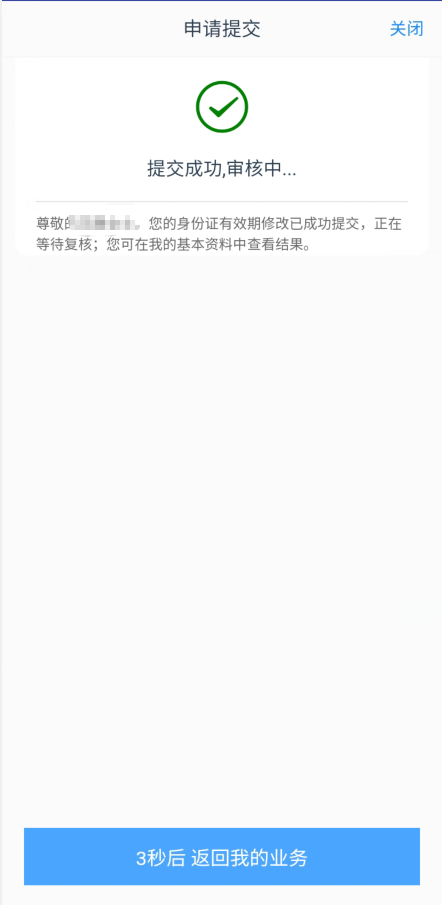 申请提交
关闭
提交成功,审核中...
尊敬的 。您的身份证有效期修改已成功提交，正在
等待复核；您可在我的基本资料中查看结果。
3秒后 返回我的业务